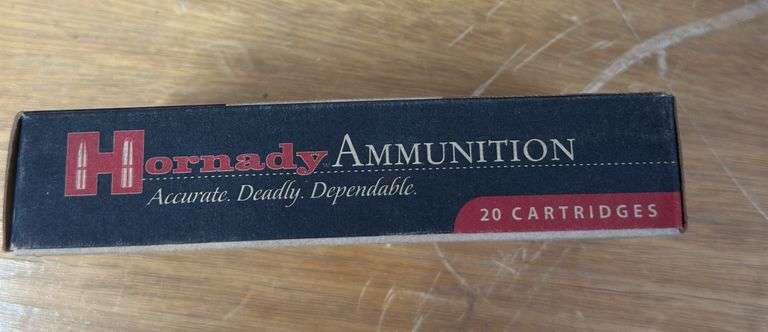 Hornady AMMUNITION
Accurate. Deadly. Dependable.
20 CARTRIDGES